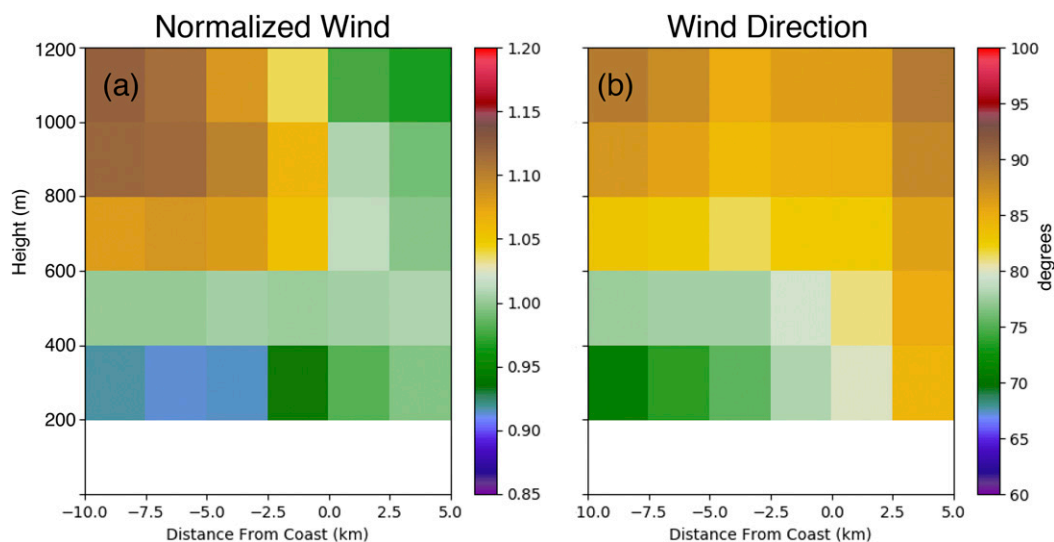 Normalized Wind
Wind Direction
(a)
(b)
1200
1000
800
600
400
200
Height (m)
−10.0 −7.5 −5.0 −2.5 0.0 2.5 5.0
Distance From Coast (km)
1.20
1.15
1.10
1.05
1.00
0.95
0.90
0.85
10.0 −7.5 −5.0 −2.5 0.0 2.5 5.0
Distance From Coast (km)
100
95
90
85
80
75
70
65
60
degrees